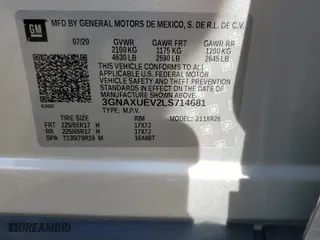 GM
MFD BY GENERAL MOTORS DE MEXICO, S. DE R.L. DE C.V.
07/20 GVWR GAWR FRT GAWR RR
2100 KG 1175 KG 1200 KG
4630 LB 2590 LB 2645 LB
THIS VEHICLE CONFORMS TO ALL APPLICABLE
U.S. FEDERAL MOTOR VEHICLE SAFETY, BUMPER,
AND THEFT PREVENTION STANDARDS IN EFFECT
ON THE DATE OF MANUFACTURE SHOWN ABOVE.
3GNAXUEV2LS714681
TYPE: M.P.V.
TIRE SIZE RIM MODEL: 211XR26
FRT 225/65R17 H 17X7J
RR 225/65R17 H 17X7J
SPA T135/70R16 M 16X4BT